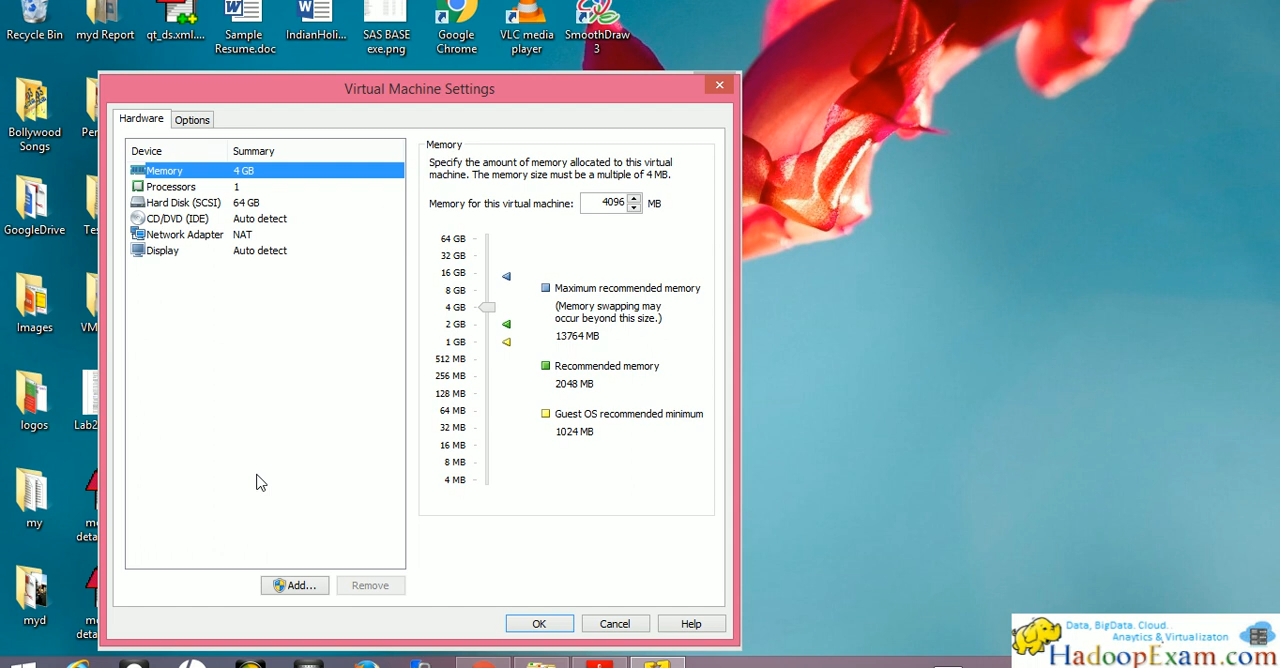 Recycle Bin
myd Report
qt_ds.xml....
Sample
Resume.doc
IndianHoli...
SAS BASE
exe.png
Google
Chrome
VLC media
player
SmoothDraw
3
Bollywood
Songs
GoogleDrive
Images
logos
my
myd
Virtual Machine Settings
Hardware
Options
Device
Summary
Memory
4 GB
Processors
1
Hard Disk (SCSI)
64 GB
CD/DVD (IDE)
Auto detect
Network Adapter
NAT
Display
Auto detect
Add...
Remove
Memory
Specify the amount of memory allocated to this virtual
machine. The memory size must be a multiple of 4 MB.
Memory for this virtual machine:
4096
MB
64 GB
32 GB
16 GB
8 GB
4 GB
2 GB
1 GB
512 MB
256 MB
128 MB
64 MB
32 MB
16 MB
8 MB
4 MB
Maximum recommended memory
(Memory swapping may
occur beyond this size.)
13764 MB
Recommended memory
2048 MB
Guest OS recommended minimum
1024 MB
OK
Cancel
Help
Data, BigData. Cloud..
Anaytics & Virtualizaton
HadoopExam.com